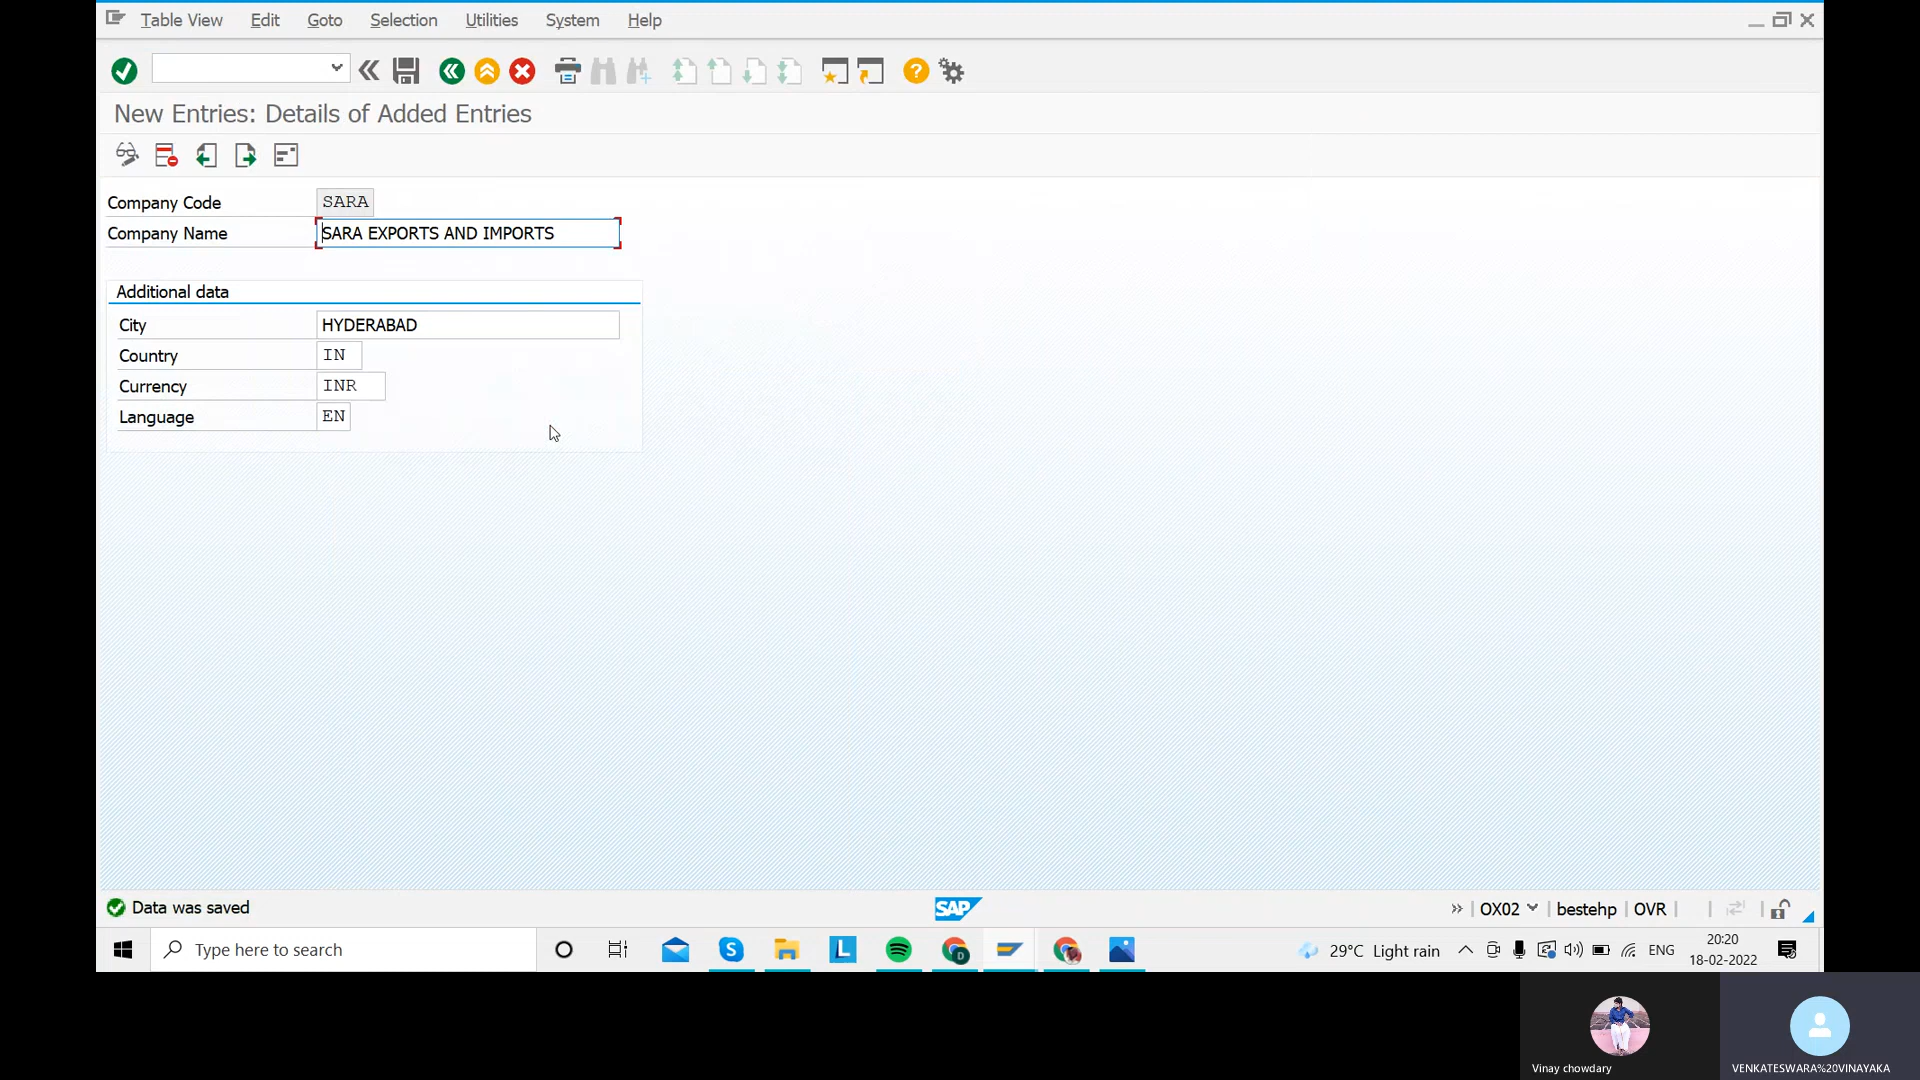 Table View Edit Goto Selection Utilities System Help
New Entries: Details of Added Entries
Company Code SARA
Company Name SARA EXPORTS AND IMPORTS
Additional data
City HYDERABAD
Country IN
Currency INR
Language EN
Data was saved SAP OX02 bestehp OVR
Type here to search 29°C Light rain ENG 20:20
18-02-2022
Vinay chowdary VENKATESWARA%20VINAYAKA